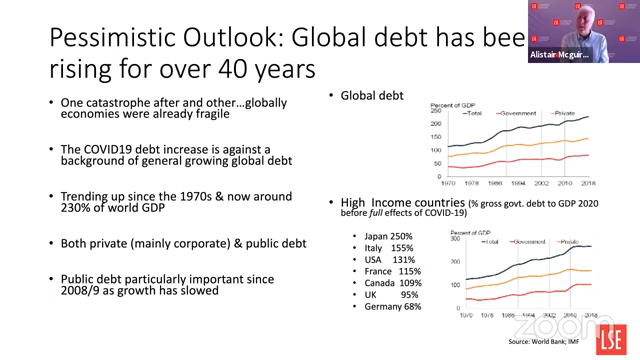 Pessimistic Outlook: Global debt has bee
rising for over 40 years
Alistair Mcguir...
• One catastrophe after and other...globally
economies were already fragile
• The COVID19 debt increase is against a
background of general growing global debt
• Trending up since the 1970s & now around
230% of world GDP
• Both private (mainly corporate) & public debt
• Public debt particularly important since
2008/9 as growth has slowed
• Global debt
Percent of GDP
Total Government Private
250
200
150
100
50
0
1970 1978 1986 1994 2002 2010 2018
• High Income countries (% gross govt. debt to GDP 2020
before full effects of COVID-19)
• Japan 250%
• Italy 155%
• USA 131%
• France 115%
• Canada 109%
• UK 95%
• Germany 68%
Percent of GDP
Total Government Private
300
200
100
0
1970 1978 1986 1994 2002 2010 2018
zoom
Source: World Bank; IMF
LSE